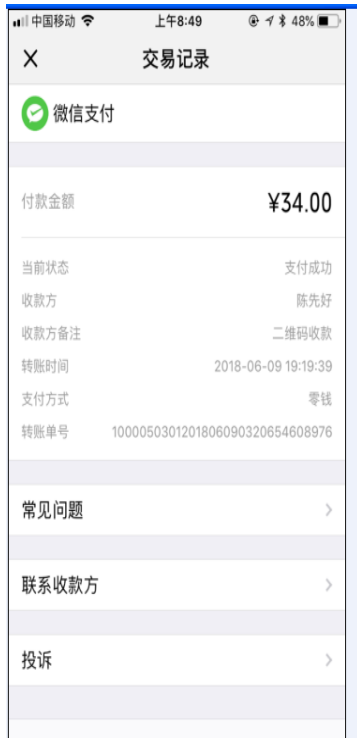 中国移动 上午8:49 48%
交易记录
微信支付
付款金额 ¥34.00
当前状态 支付成功
收款方 陈先好
收款方备注 二维码收款
转账时间 2018-06-09 19:19:39
支付方式 零钱
转账单号 1000050301201806090320654608976
常见问题
联系收款方
投诉